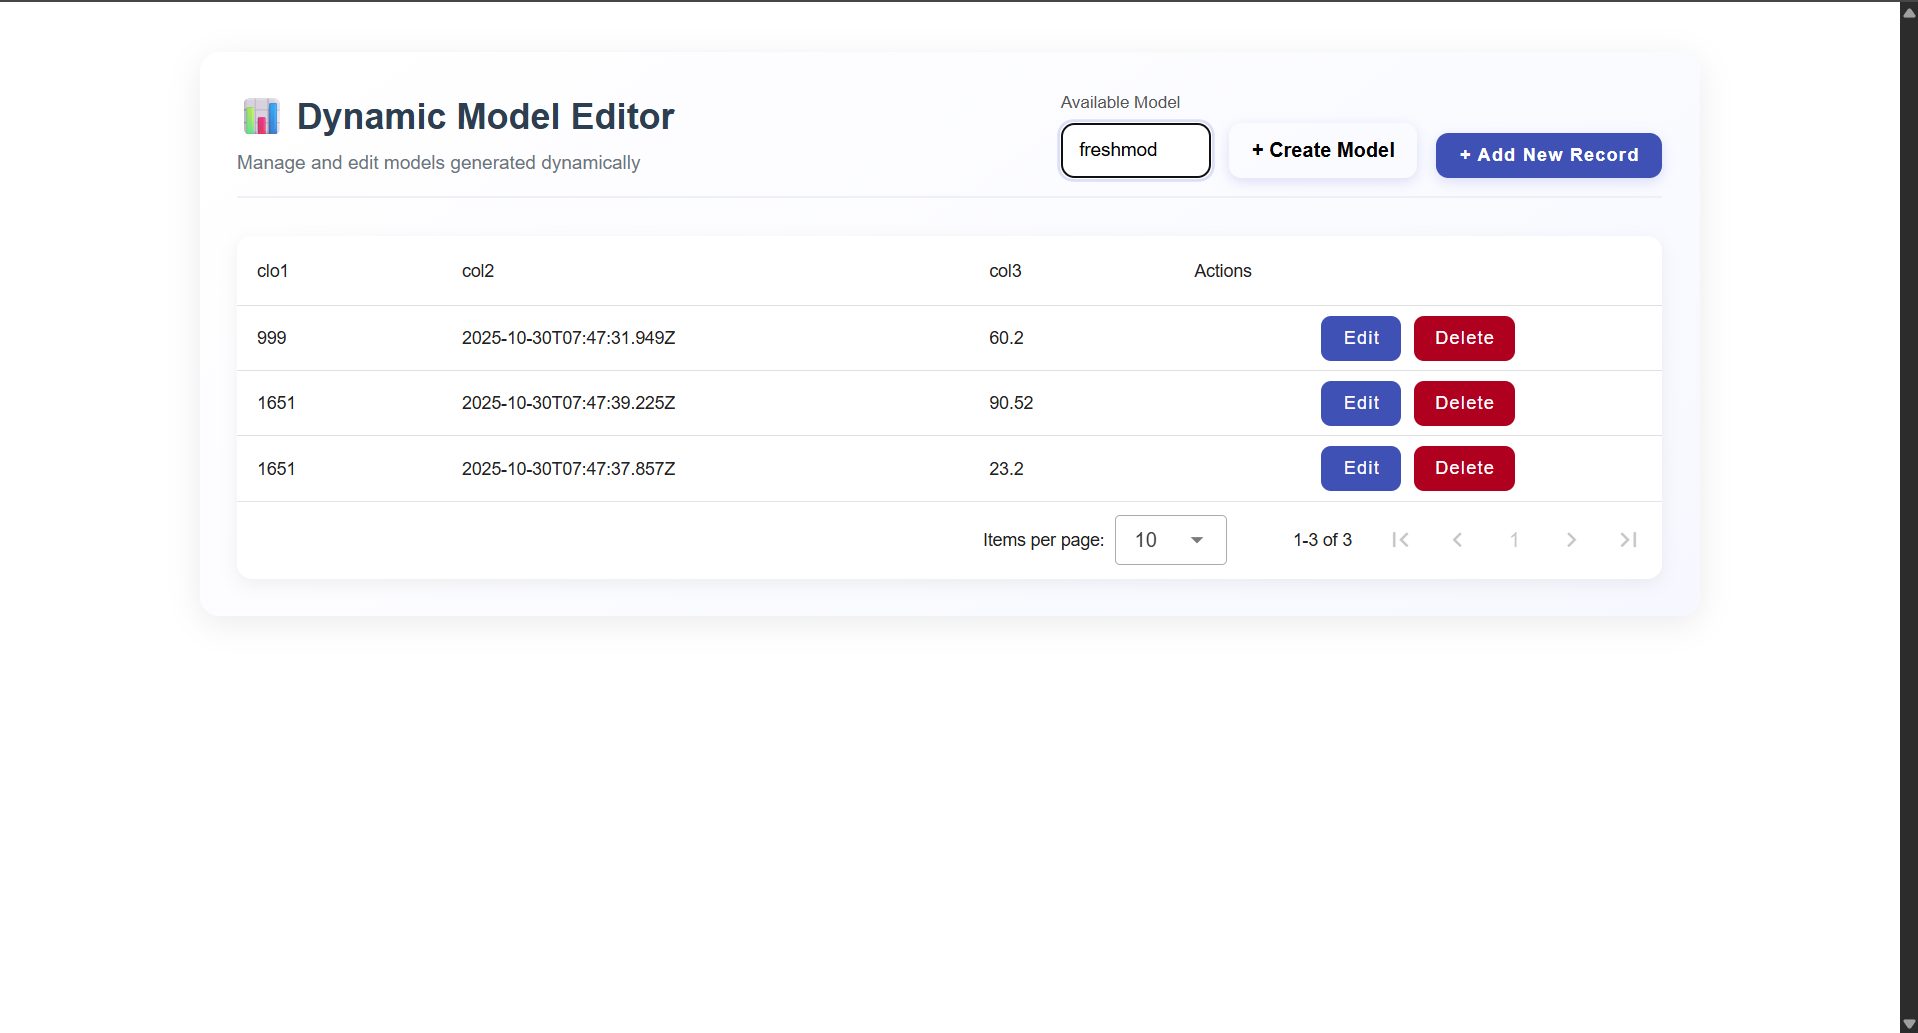 Dynamic Model Editor
Manage and edit models generated dynamically
Available Model
freshmod
+ Create Model
+ Add New Record
clo1 col2 col3 Actions
999 2025-10-30T07:47:31.949Z 60.2 Edit Delete
1651 2025-10-30T07:47:39.225Z 90.52 Edit Delete
1651 2025-10-30T07:47:37.857Z 23.2 Edit Delete
Items per page: 10 1-3 of 3 1